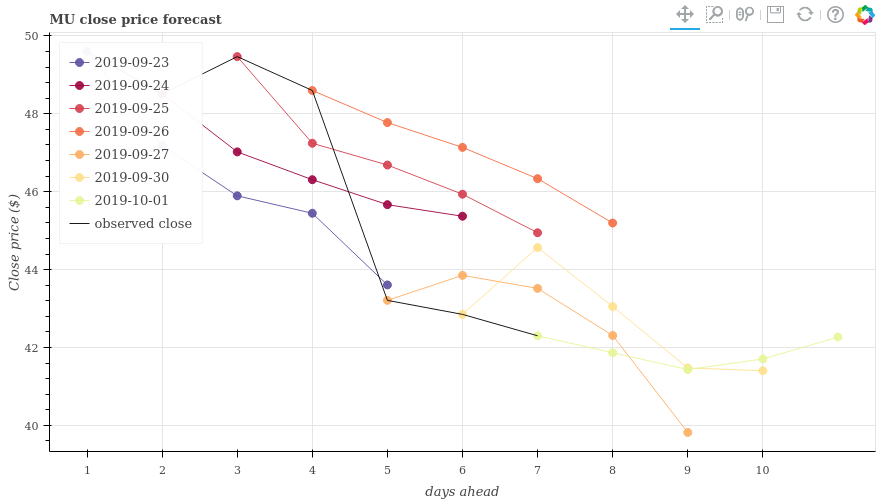 MU close price forecast
50
48
46
44
42
40
Close price ($)
2019-09-23
2019-09-24
2019-09-25
2019-09-26
2019-09-27
2019-09-30
2019-10-01
observed close
1 2 3 4 5 6 7 8 9 10
days ahead